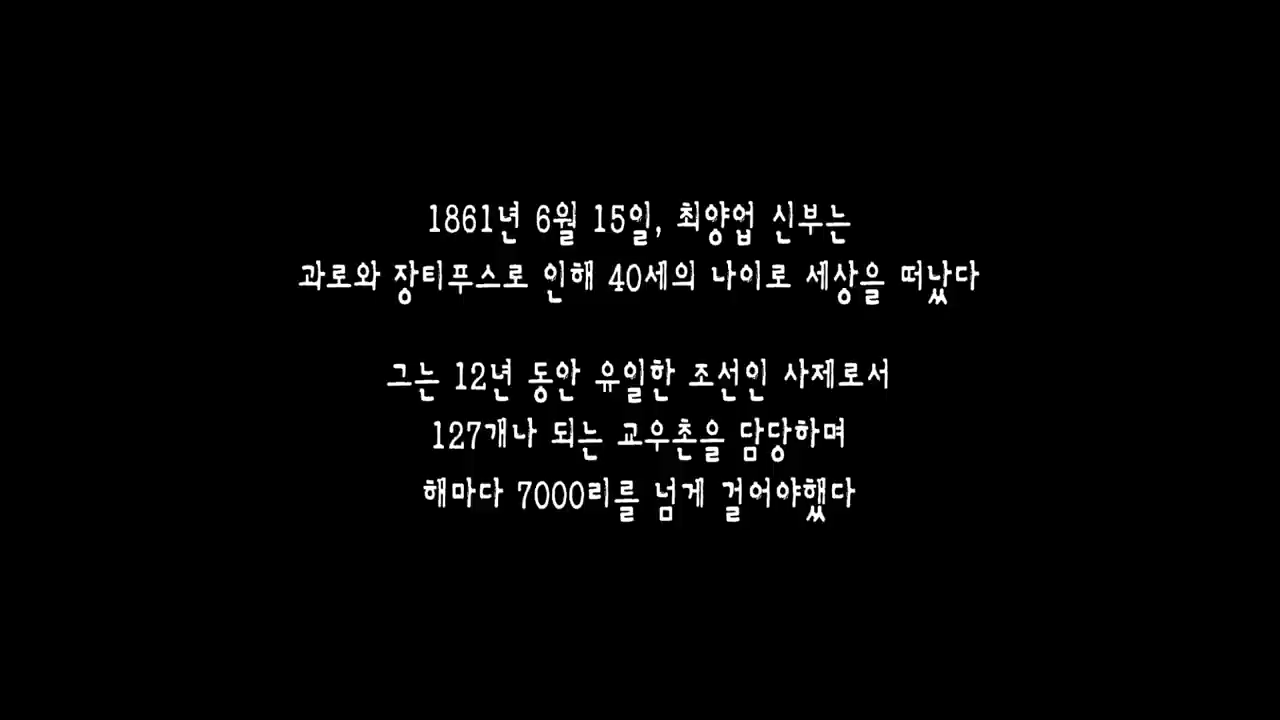 1861년 6월 15일, 최양업 신부는
과로와 장티푸스로 인해 40세의 나이로 세상을 떠났다
그는 12년 동안 유일한 조선인 사제로서
127개나 되는 교우촌을 담당하며
해마다 7000리를 넘게 걸어야했다